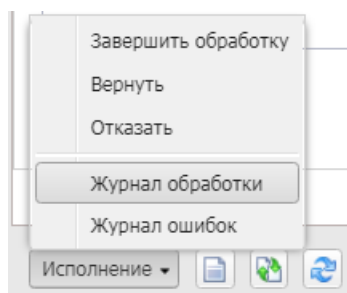 Завершить обработку
Вернуть
Отказать
Журнал обработки
Журнал ошибок
Исполнение